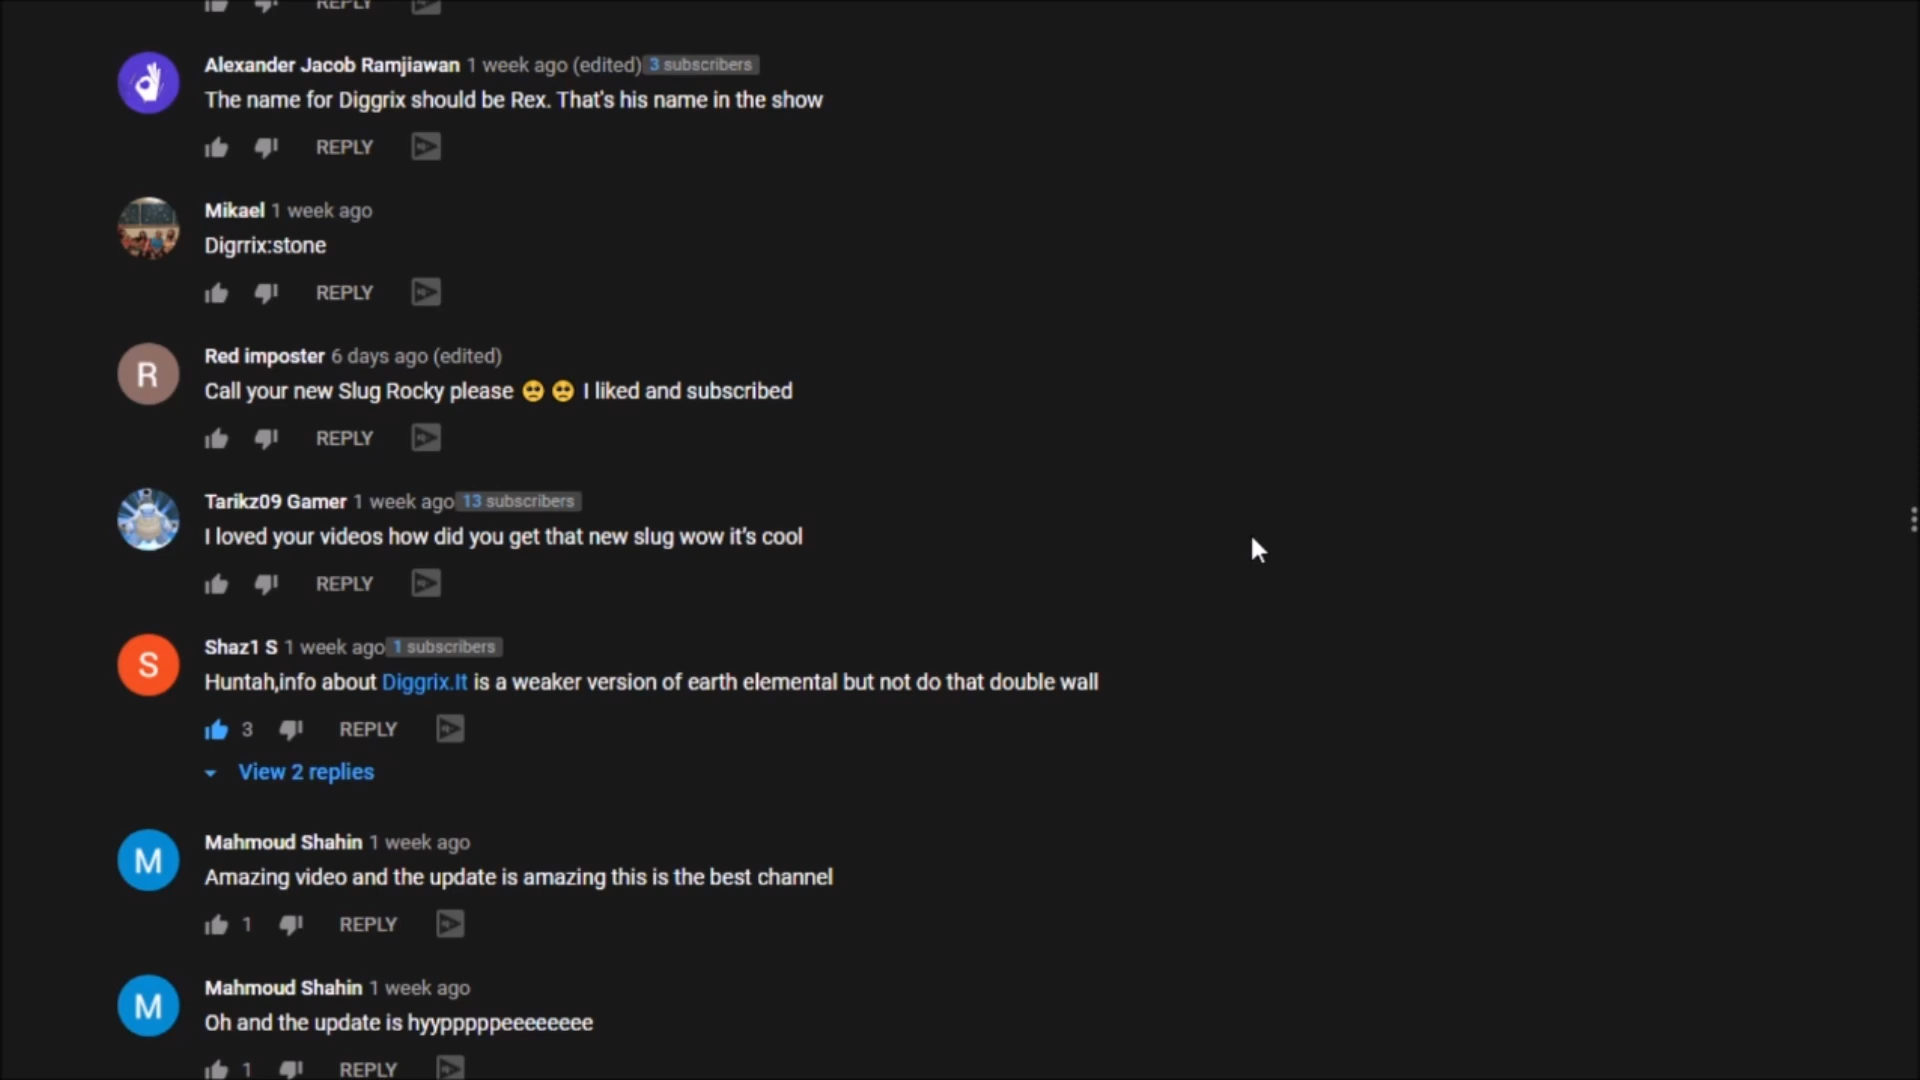 REPLY
Alexander Jacob Ramjiawan 1 week ago (edited) 3 subscribers
The name for Diggrix should be Rex. That's his name in the show
REPLY
Mikael 1 week ago
Digrrix:stone
REPLY
R
Red imposter 6 days ago (edited)
Call your new Slug Rocky please 🥺 🥺 I liked and subscribed
REPLY
Tarikz09 Gamer 1 week ago 13 subscribers
I loved your videos how did you get that new slug wow it's cool
REPLY
S
Shaz1 S 1 week ago 1 subscribers
Huntah,info about Diggrix.It is a weaker version of earth elemental but not do that double wall
3 REPLY
View 2 replies
M
Mahmoud Shahin 1 week ago
Amazing video and the update is amazing this is the best channel
1 REPLY
M
Mahmoud Shahin 1 week ago
Oh and the update is hyypppppeeeeeeee
1 REPLY